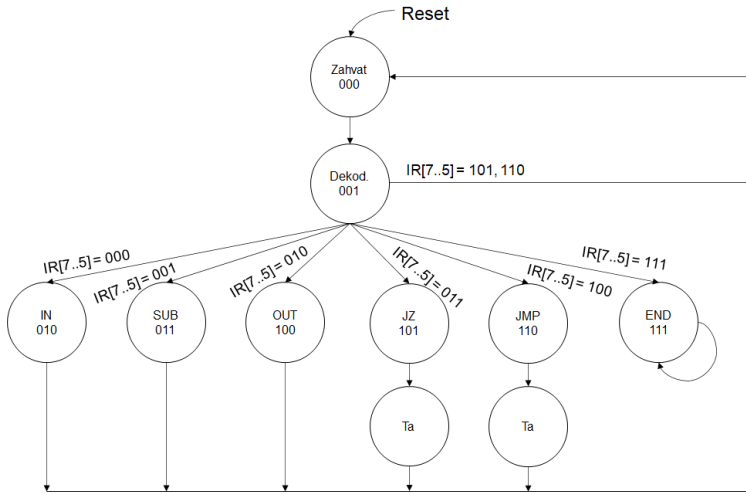 Reset
Zahvat
000
Dekod.
001
IR[7..5] = 101, 110
IR[7..5] = 000
IR[7..5] = 001
IR[7..5] = 010
IR[7..5] = 011
IR[7..5] = 100
IR[7..5] = 111
IN
010
SUB
011
OUT
100
JZ
101
JMP
110
END
111
Ta
Ta